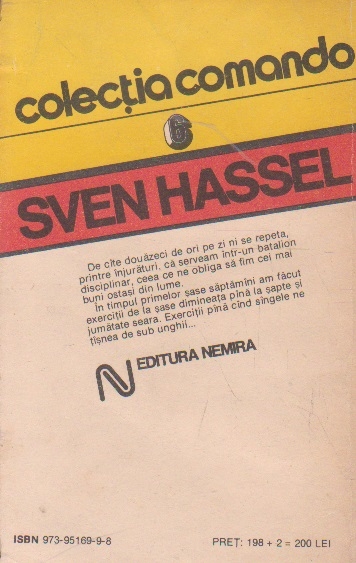 colecția comando
6
SVEN HASSEL
De cîte douăzeci de ori pe zi ni se repeta,
printre înjurături, că serveam într-un batalion
disciplinar, ceea ce ne obliga să fim cei mai
buni ostași din lume.
În timpul primelor șase săptămîni am făcut
exerciții de la șase dimineața pînă la șapte și
jumătate seara. Exerciții pînă cînd sîngele ne
țîșnea de sub unghii...
EDITURA NEMIRA
ISBN 973-95169-9-8
PREȚ: 198 + 2 = 200 LEI